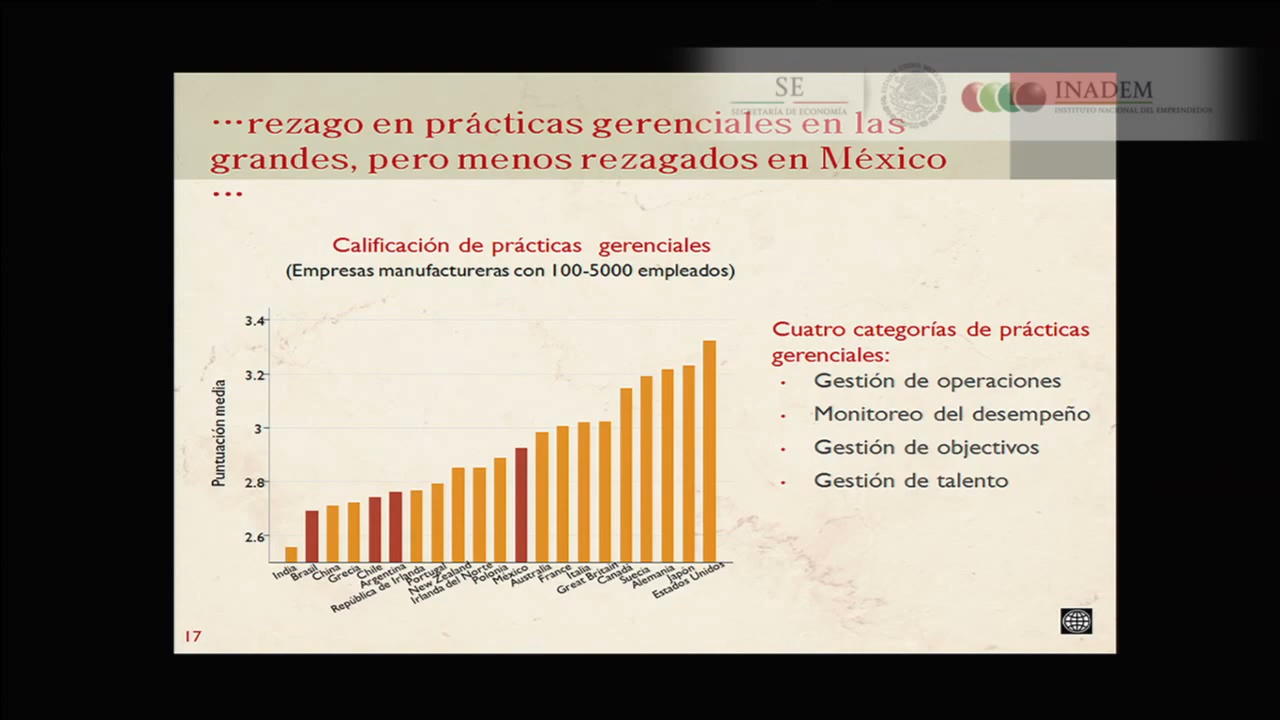 SE
SECRETARÍA DE ECONOMÍA
INADEM
INSTITUTO NACIONAL DEL EMPRENDEDOR
...rezago en prácticas gerenciales en las
grandes, pero menos rezagados en México
...
Calificación de prácticas gerenciales
(Empresas manufactureras con 100-5000 empleados)
Puntuación media
3.4
3.2
3
2.8
2.6
India
Brasil
China
Grecia
Chile
Argentina
República de Irlanda
Portugal
New Zealand
Irlanda del Norte
Polonia
México
Australia
France
Italia
Great Britain
Canadá
Suecia
Alemania
Japón
Estados Unidos
Cuatro categorías de prácticas
gerenciales:
· Gestión de operaciones
· Monitoreo del desempeño
· Gestión de objectivos
· Gestión de talento
17